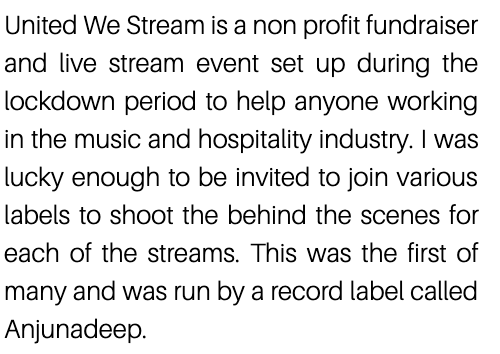 United We Stream is a non profit fundraiser
and live stream event set up during the
lockdown period to help anyone working
in the music and hospitality industry. I was
lucky enough to be invited to join various
labels to shoot the behind the scenes for
each of the streams. This was the first of
many and was run by a record label called
Anjunadeep.